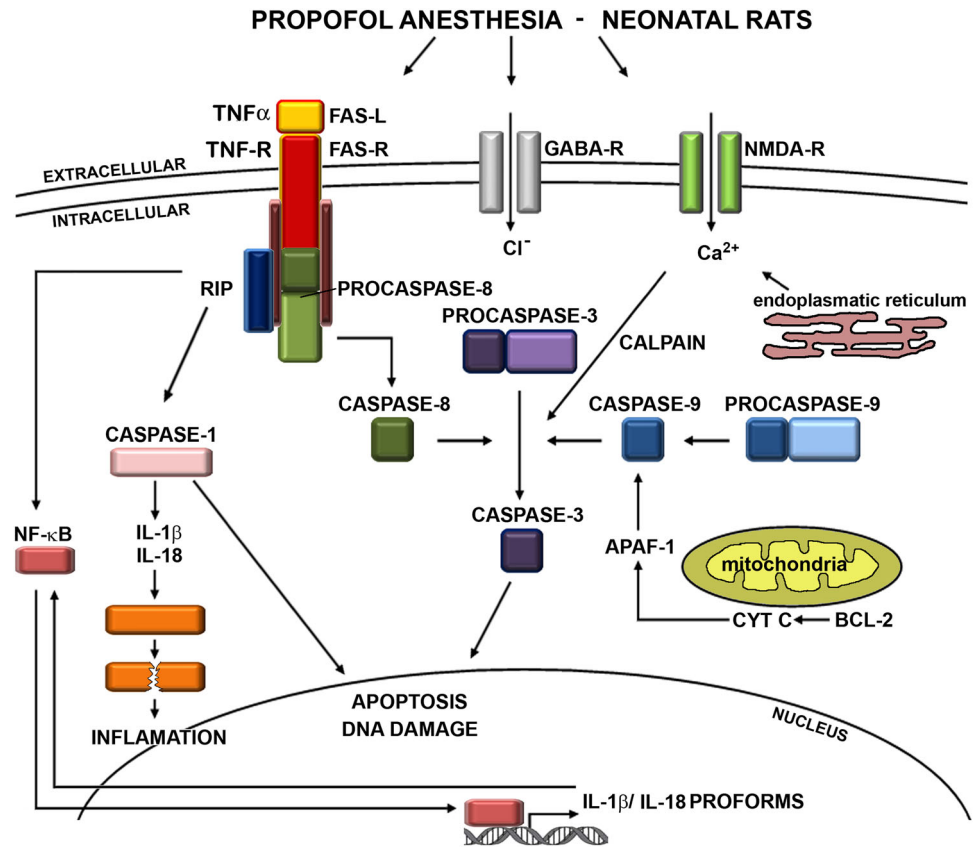 PROPOFOL ANESTHESIA - NEONATAL RATS
TNFα
FAS-L
TNF-R
FAS-R
GABA-R
NMDA-R
EXTRACELLULAR
INTRACELLULAR
Cl⁻
Ca²⁺
RIP
PROCASPASE-8
endoplasmatic reticulum
PROCASPASE-3
CALPAIN
CASPASE-8
CASPASE-9
PROCASPASE-9
CASPASE-1
CASPASE-3
NF-κB
IL-1β
IL-18
APAF-1
mitochondria
CYT C
BCL-2
APOPTOSIS
DNA DAMAGE
NUCLEUS
INFLAMATION
IL-1β/ IL-18 PROFORMS